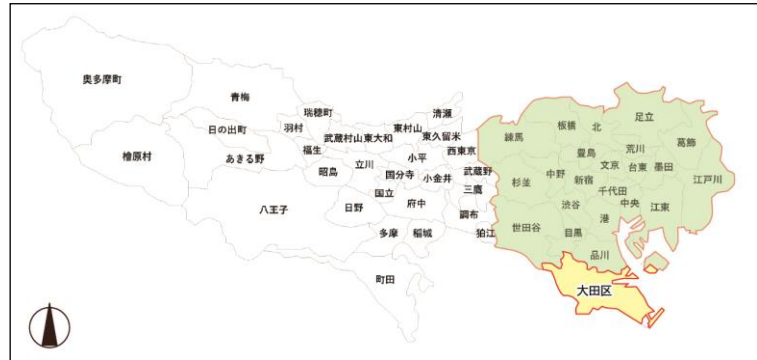 奥多摩町
青梅
瑞穂町
清瀬
羽村
武蔵村山
東大和
東村山
東久留米
日の出町
福生
西東京
檜原村
あきる野
昭島
立川
小平
国分寺
小金井
武蔵野
三鷹
国立
八王子
日野
府中
調布
多摩
稲城
狛江
町田
足立
板橋
北
練馬
葛飾
荒川
豊島
文京
台東
墨田
中野
新宿
杉並
千代田
江戸川
渋谷
中央
江東
港
世田谷
目黒
品川
大田区